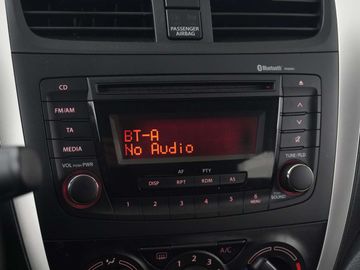 PASSENGER
AIRBAG
Bluetooth
CD
FM/AM
TA
MEDIA
VOL PUSH PWR
BT-A
No Audio
AF PTY
DISP RPT RDM AS
MENU
SOUND
TUNE/FLD
1 2 3 4 5 6
A/C